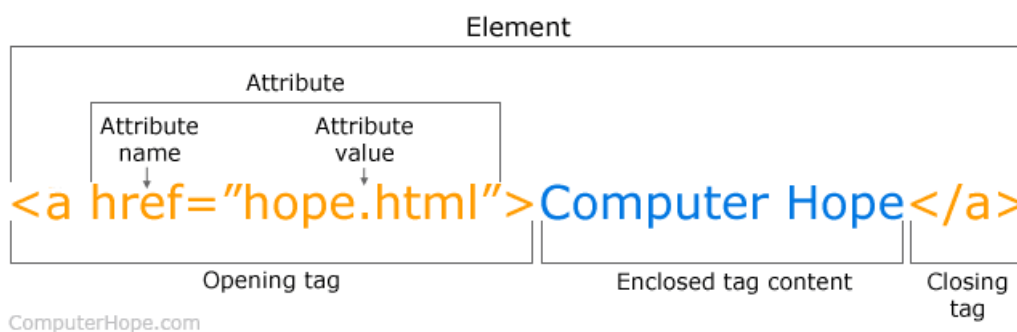 Element
Attribute
Attribute name
Attribute value
<a href=”hope.html”>Computer Hope</a>
Opening tag
Enclosed tag content
Closing tag
ComputerHope.com